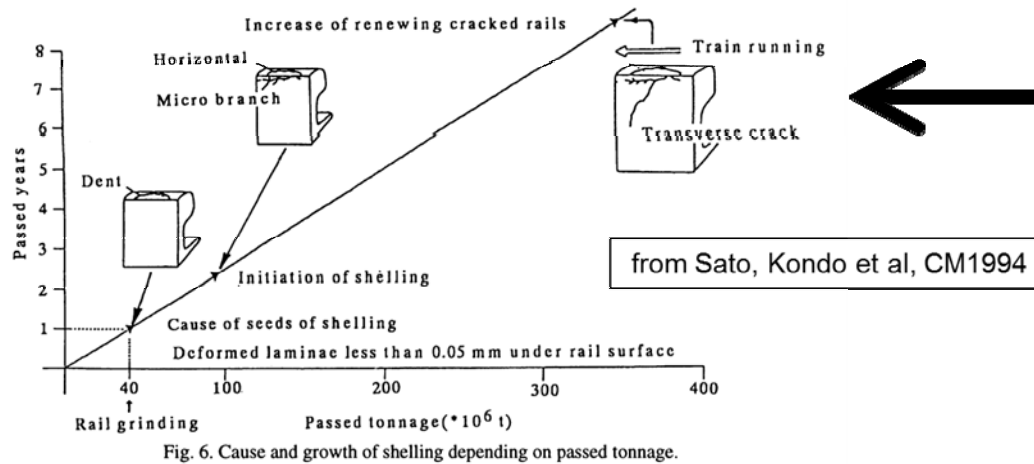 Increase of renewing cracked rails
Train running
Horizontal
Micro branch
Transverse crack
Dent
Passed years
8
7
6
5
4
3
2
1
from Sato, Kondo et al, CM1994
Initiation of shelling
Cause of seeds of shelling
Deformed laminae less than 0.05 mm under rail surface
40 100 200 300 400
Rail grinding
Passed tonnage(*10⁶ t)
Fig. 6. Cause and growth of shelling depending on passed tonnage.